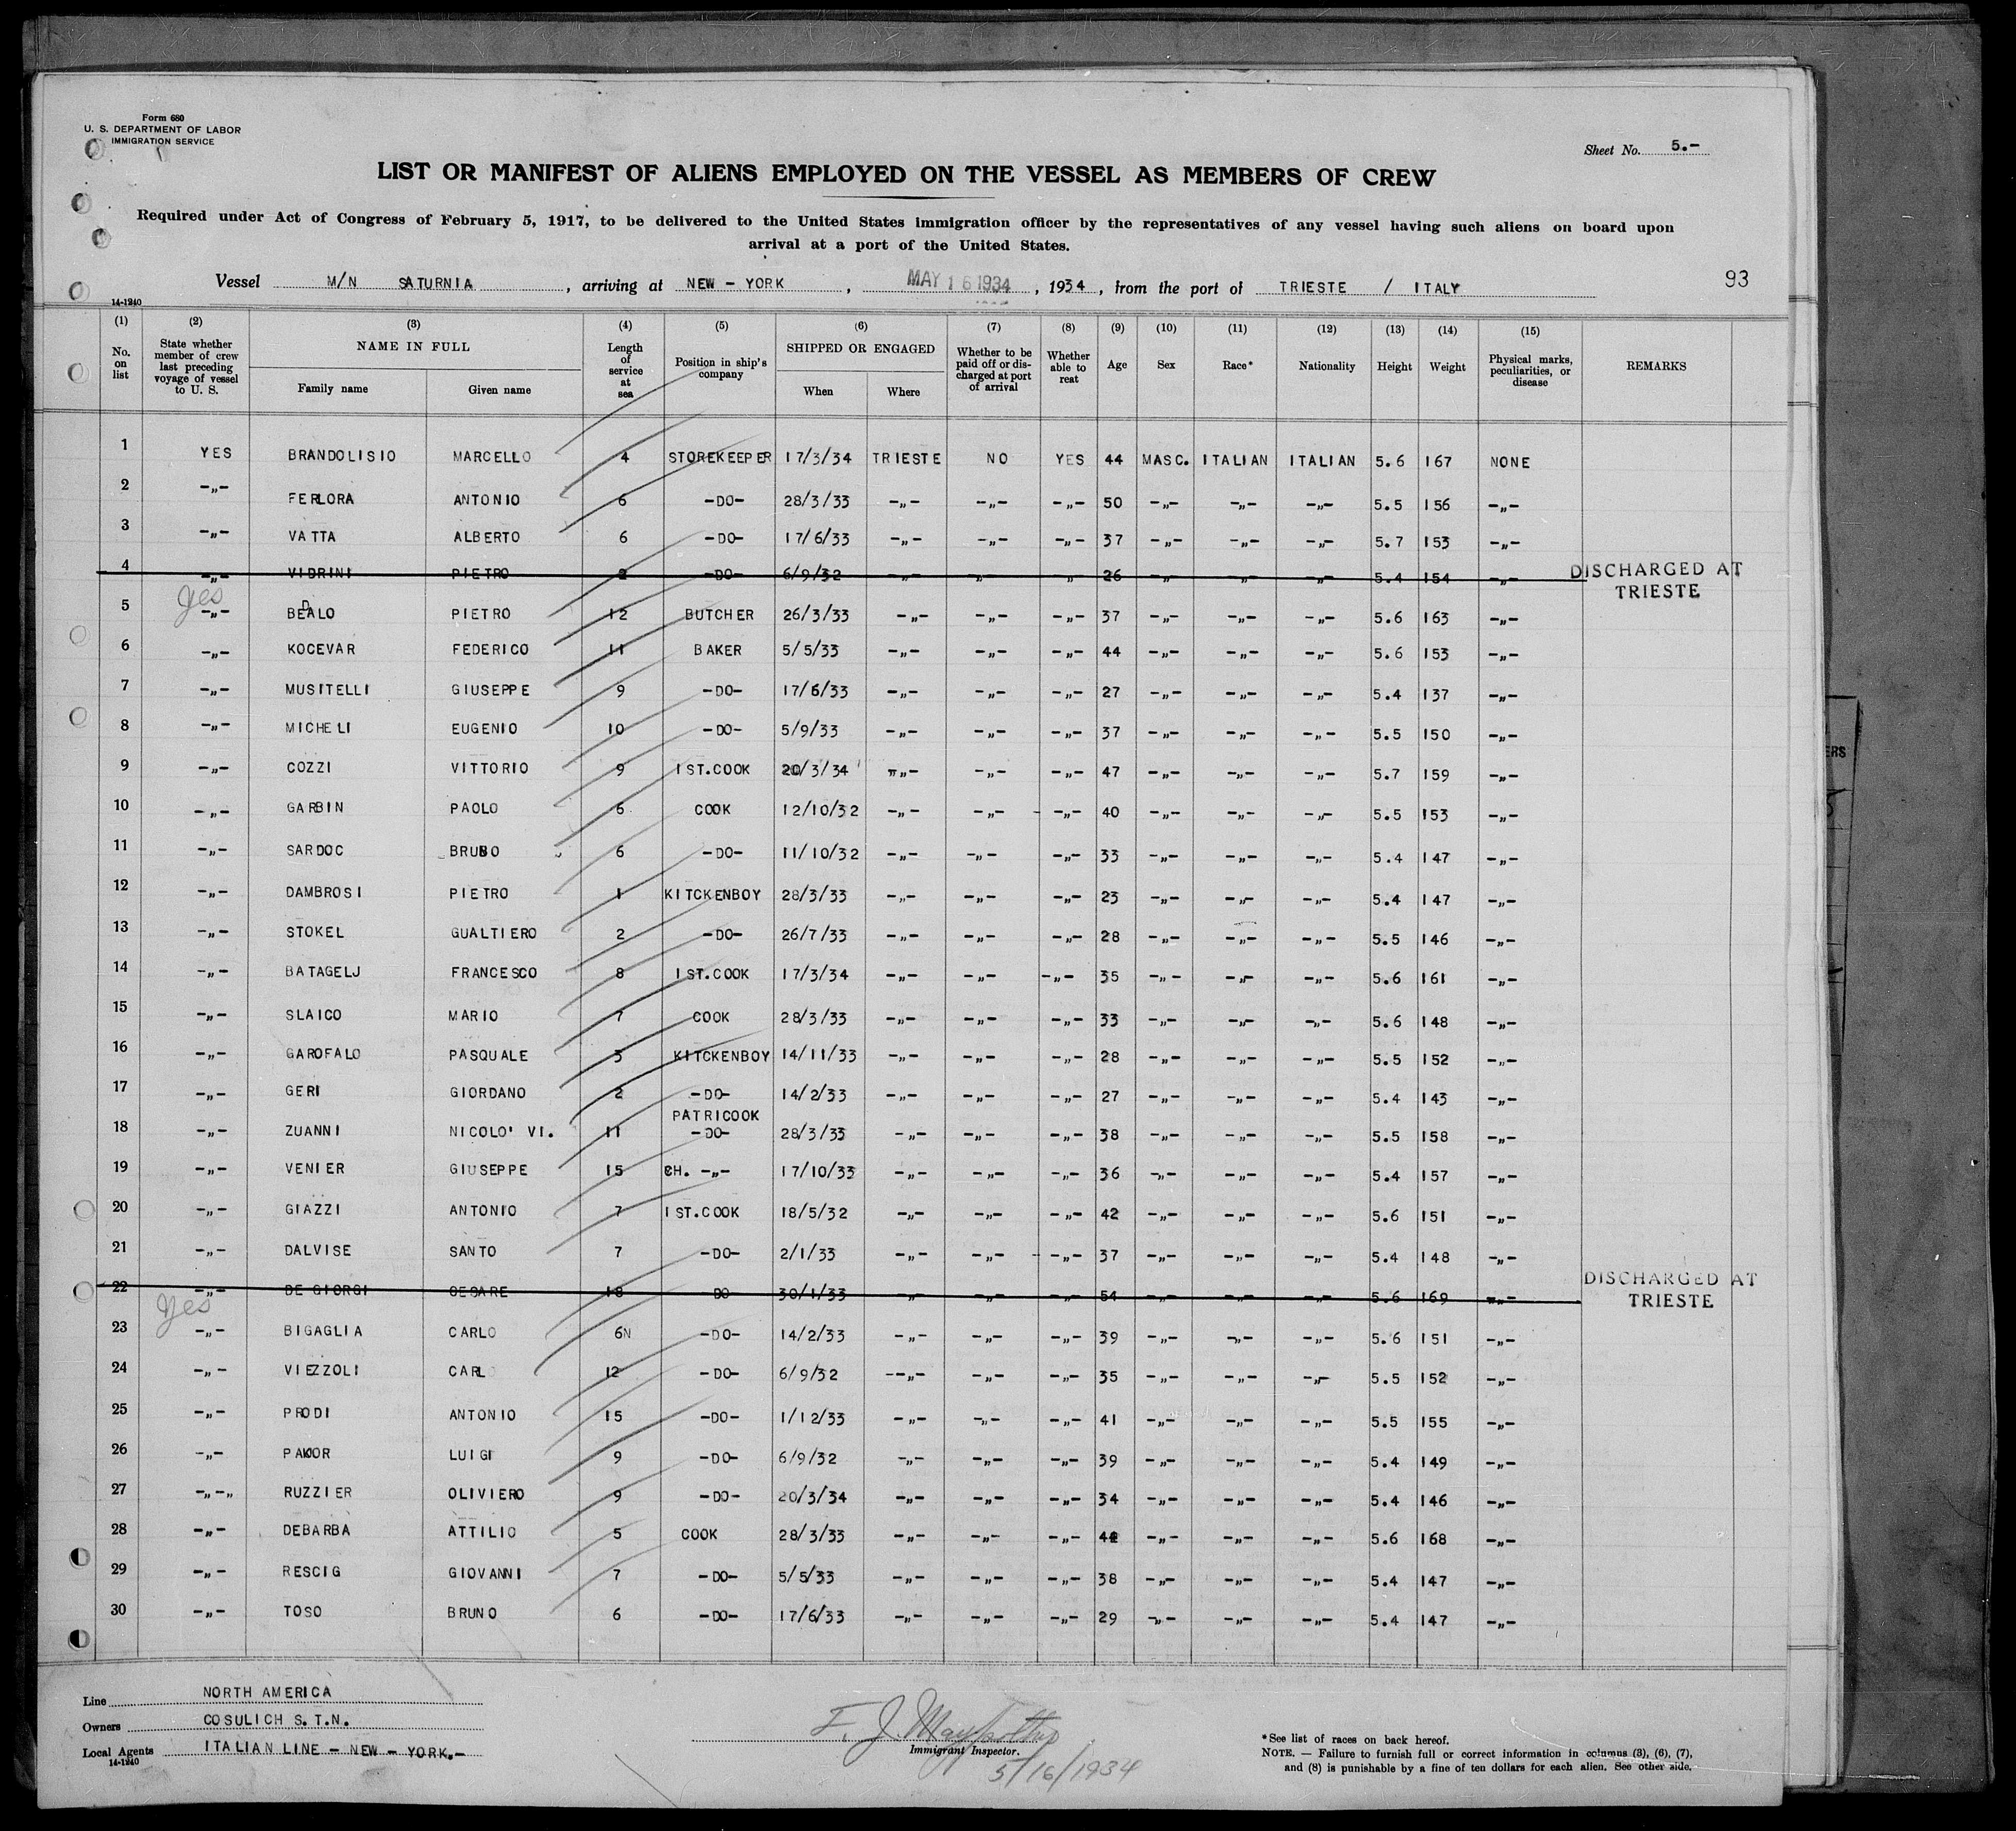 Form 680
U. S. DEPARTMENT OF LABOR
IMMIGRATION SERVICE
Sheet No. 5.-
LIST OR MANIFEST OF ALIENS EMPLOYED ON THE VESSEL AS MEMBERS OF CREW
Required under Act of Congress of February 5, 1917, to be delivered to the United States immigration officer by the representatives of any vessel having such aliens on board upon
arrival at a port of the United States.
Vessel M/N SATURNIA, arriving at NEW - YORK, MAY 16 1934, 1934, from the port of TRIESTE / ITALY
93
14-1240
(1) (2) (3) (4) (5) (6) (7) (8) (9) (10) (11) (12) (13) (14) (15)
No. on list | State whether member of crew last preceding voyage of vessel to U. S. | NAME IN FULL | Length of service at sea | Position in ship's company | SHIPPED OR ENGAGED | Whether to be paid off or discharged at port of arrival | Whether able to reat | Age | Sex | Race* | Nationality | Height | Weight | Physical marks, peculiarities, or disease | REMARKS
Family name | Given name | When | Where
1 YES BRANDOLISIO MARCELLO 4 STOREKEEPER 17/3/34 TRIESTE NO YES 44 MASC. ITALIAN ITALIAN 5.6 167 NONE
2 -"- FERLORA ANTONIO 6 -DO- 28/3/33 -"- -"- -"- 50 -"- -"- -"- 5.5 156 -"-
3 -"- VATTA ALBERTO 6 -DO- 17/6/33 -"- -"- -"- 37 -"- -"- -"- 5.7 153 -"-
4 -"- VIDRINI PIETRO 2 -DO- 6/9/32 -"- -"- -"- 26 -"- -"- -"- 5.4 154 -"- DISCHARGED AT TRIESTE
yes
5 -"- BEDALO PIETRO 12 BUTCHER 26/3/33 -"- -"- -"- 37 -"- -"- -"- 5.6 163 -"-
6 -"- KOCEVAR FEDERICO 11 BAKER 5/5/33 -"- -"- -"- 44 -"- -"- -"- 5.6 153 -"-
7 -"- MUSITELLI GIUSEPPE 9 -DO- 17/6/33 -"- -"- -"- 27 -"- -"- -"- 5.4 137 -"-
8 -"- MICHELI EUGENIO 10 -DO- 5/9/33 -"- -"- -"- 37 -"- -"- -"- 5.5 150 -"-
9 -"- COZZI VITTORIO 9 1ST.COOK 20/3/34 -"- -"- -"- 47 -"- -"- -"- 5.7 159 -"-
10 -"- GARBIN PAOLO 6 COOK 12/10/32 -"- -"- -"- 40 -"- -"- -"- 5.5 153 -"-
11 -"- SARDOC BRUNO 6 -DO- 11/10/32 -"- -"- -"- 33 -"- -"- -"- 5.4 147 -"-
12 -"- DAMBROSI PIETRO 1 KITCKENBOY 28/3/33 -"- -"- -"- 23 -"- -"- -"- 5.4 147 -"-
13 -"- STOKEL GUALTIERO 2 -DO- 26/7/33 -"- -"- -"- 28 -"- -"- -"- 5.5 146 -"-
14 -"- BATAGELJ FRANCESCO 8 1ST.COOK 17/3/34 -"- -"- -"- 35 -"- -"- -"- 5.6 161 -"-
15 -"- SLAICO MARIO 7 COOK 28/3/33 -"- -"- -"- 33 -"- -"- -"- 5.6 148 -"-
16 -"- GAROFALO PASQUALE 3 KITCKENBOY 14/11/33 -"- -"- -"- 28 -"- -"- -"- 5.5 152 -"-
17 -"- GERI GIORDANO 2 -DO- 14/2/33 -"- -"- -"- 27 -"- -"- -"- 5.4 143 -"-
PATRICOOK
18 -"- ZUANNI NICOLO' VI. 11 -DO- 28/3/33 -"- -"- -"- 38 -"- -"- -"- 5.5 158 -"-
19 -"- VENIER GIUSEPPE 15 CH. -"- 17/10/33 -"- -"- -"- 36 -"- -"- -"- 5.4 157 -"-
20 -"- GIAZZI ANTONIO 7 1ST.COOK 18/5/32 -"- -"- -"- 42 -"- -"- -"- 5.6 151 -"-
21 -"- DALVISE SANTO 7 -DO- 2/1/33 -"- -"- -"- 37 -"- -"- -"- 5.4 148 -"-
22 -"- DE GIORGI CESARE 18 DO 30/1/33 -"- -"- -"- 54 -"- -"- -"- 5.6 169 -"- DISCHARGED AT TRIESTE
yes
23 -"- BIGAGLIA CARLO 6N -DO- 14/2/33 -"- -"- -"- 39 -"- -"- -"- 5.6 151 -"-
24 -"- VIEZZOLI CARL 12 -DO- 6/9/32 -"- -"- -"- 35 -"- -"- -"- 5.5 152 -"-
25 -"- PRODI ANTONIO 15 -DO- 1/12/33 -"- -"- -"- 41 -"- -"- -"- 5.5 155 -"-
26 -"- LUIGI 9 -DO- 6/9/32 -"- -"- -"- 39 -"- -"- -"- 5.4 149 -"-
27 -"-" RUZZIER OLIVIERO 9 -DO- 20/3/34 -"- -"- -"- 34 -"- -"- -"- 5.4 146 -"-
28 -"- DEBARBA ATTILIO 5 COOK 28/3/33 -"- -"- -"- -"- -"- -"- 5.6 168 -"-
29 -"- RESCIG GIOVANNI 7 -DO- 5/5/33 -"- -"- -"- 38 -"- -"- -"- 5.4 147 -"-
30 -"- TOSO BRUNO 6 -DO- 17/6/33 -"- -"- -"- 29 -"- -"- -"- 5.4 147 -"-
Line NORTH AMERICA
Owners COSULICH S.T.N.
Local Agents ITALIAN LINE - NEW - YORK.-
14-1240
F. J.
Immigrant Inspector.
5/16/1934
*See list of races on back hereof.
NOTE. — Failure to furnish full or correct information in columns (3), (6), (7),
and (8) is punishable by a fine of ten dollars for each alien. See other side.
ERS